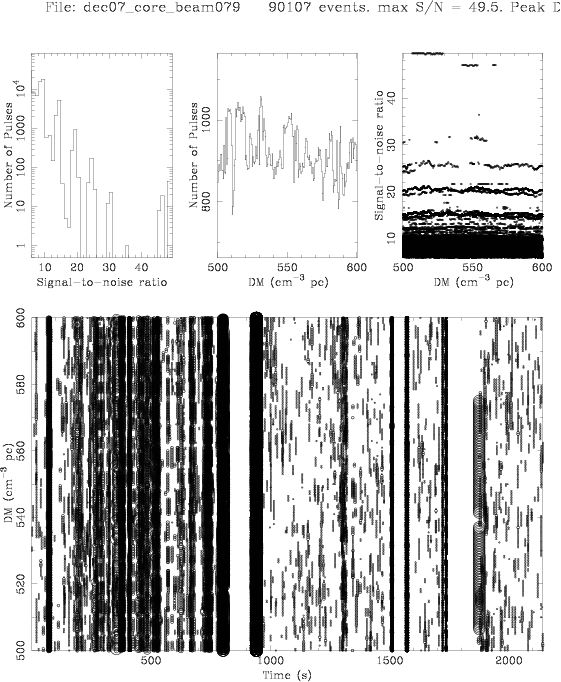 File: dec07_core_beam079 90107 events. max S/N = 49.5. Peak D
Number of Pulses
10⁴
1000
100
10
1
10 20 30 40
Signal-to-noise ratio
Number of Pulses
1000
800
500 550 600
DM (cm⁻³ pc)
Signal-to-noise ratio
40
30
20
10
500 550 600
DM (cm⁻³ pc)
DM (cm⁻³ pc)
600
580
560
540
520
500
500 1000 1500 2000
Time (s)